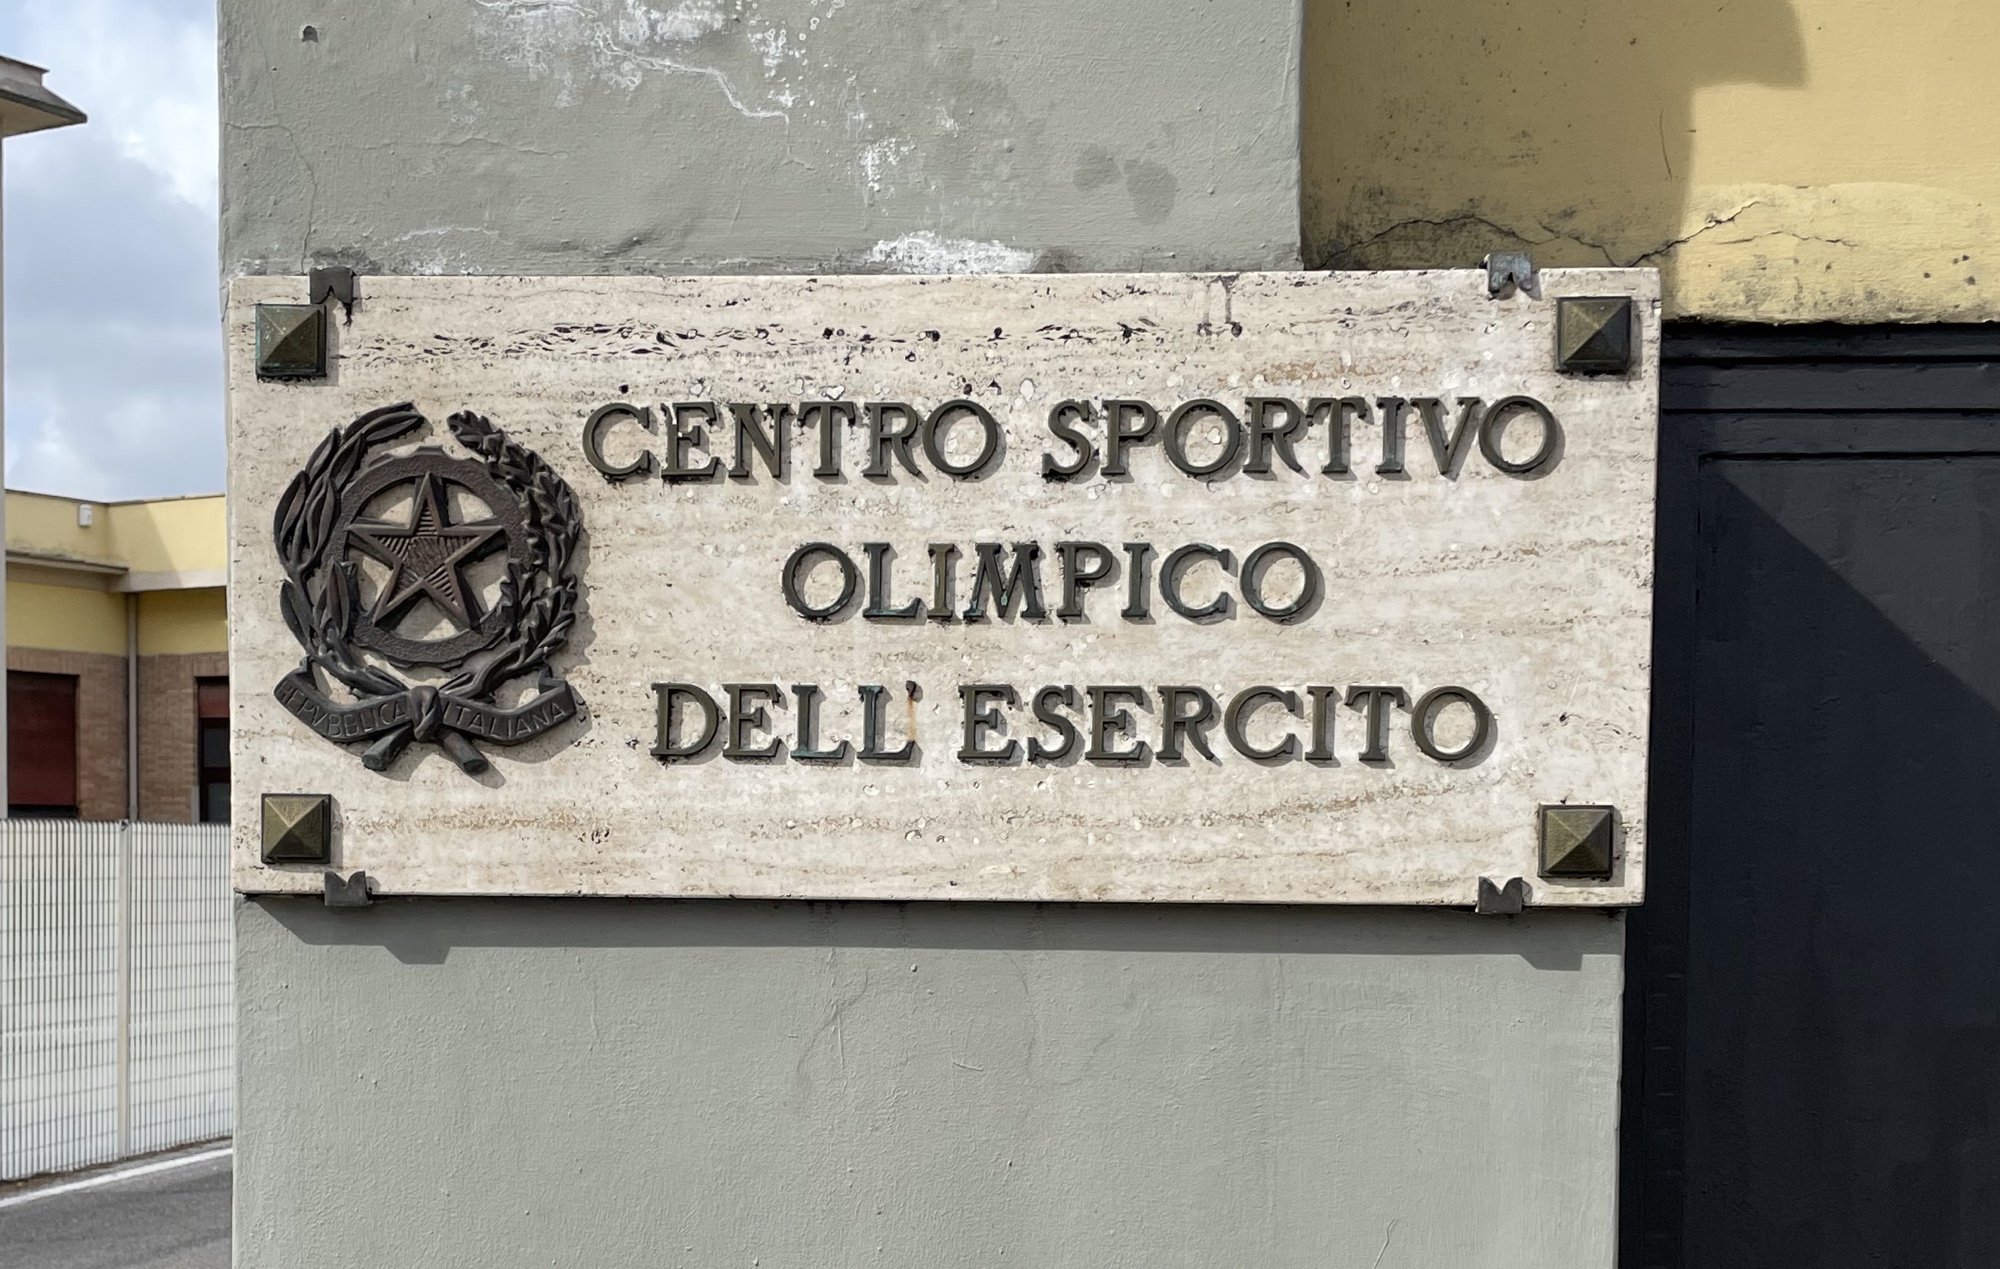 CENTRO SPORTIVO
OLIMPICO
DELL' ESERCITO
REPVBBLICA ITALIANA